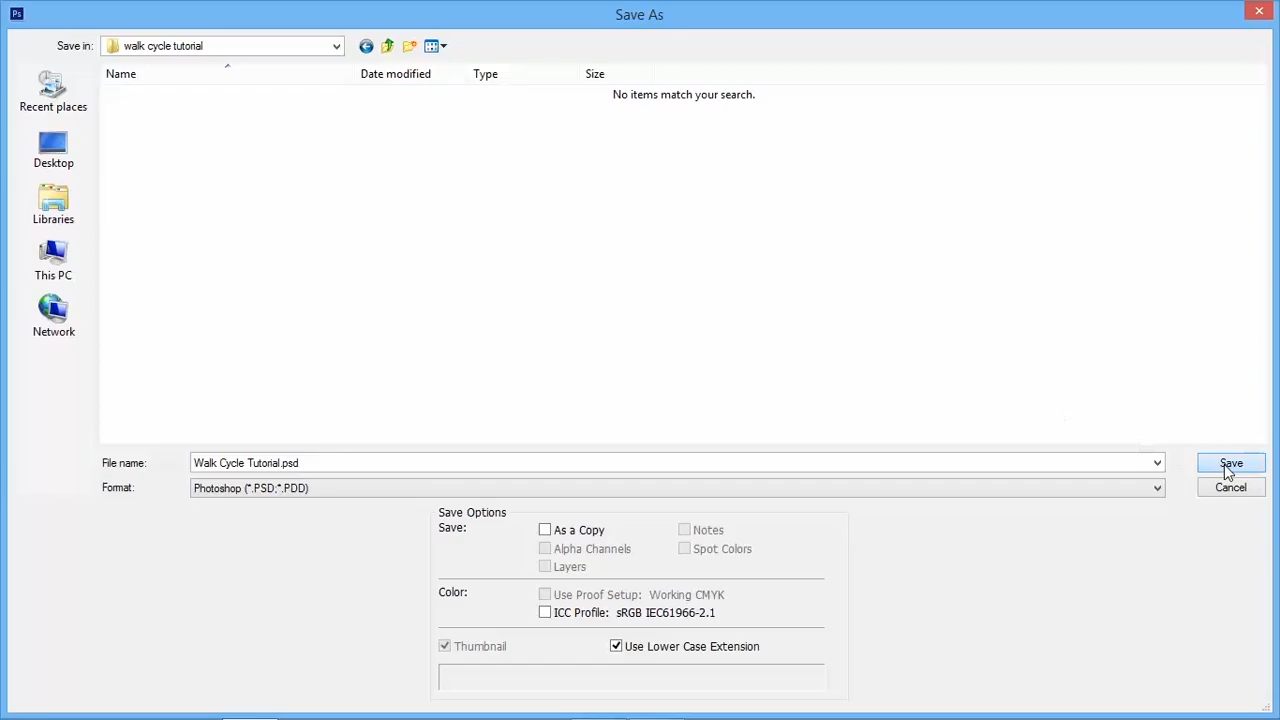 Ps
Save As
Save in: walk cycle tutorial
Name Date modified Type Size
No items match your search.
Recent places
Desktop
Libraries
This PC
Network
File name: Walk Cycle Tutorial.psd Save
Format: Photoshop (*.PSD;*.PDD) Cancel
Save Options
Save: As a Copy Notes
Alpha Channels Spot Colors
Layers
Color: Use Proof Setup: Working CMYK
ICC Profile: sRGB IEC61966-2.1
Thumbnail Use Lower Case Extension